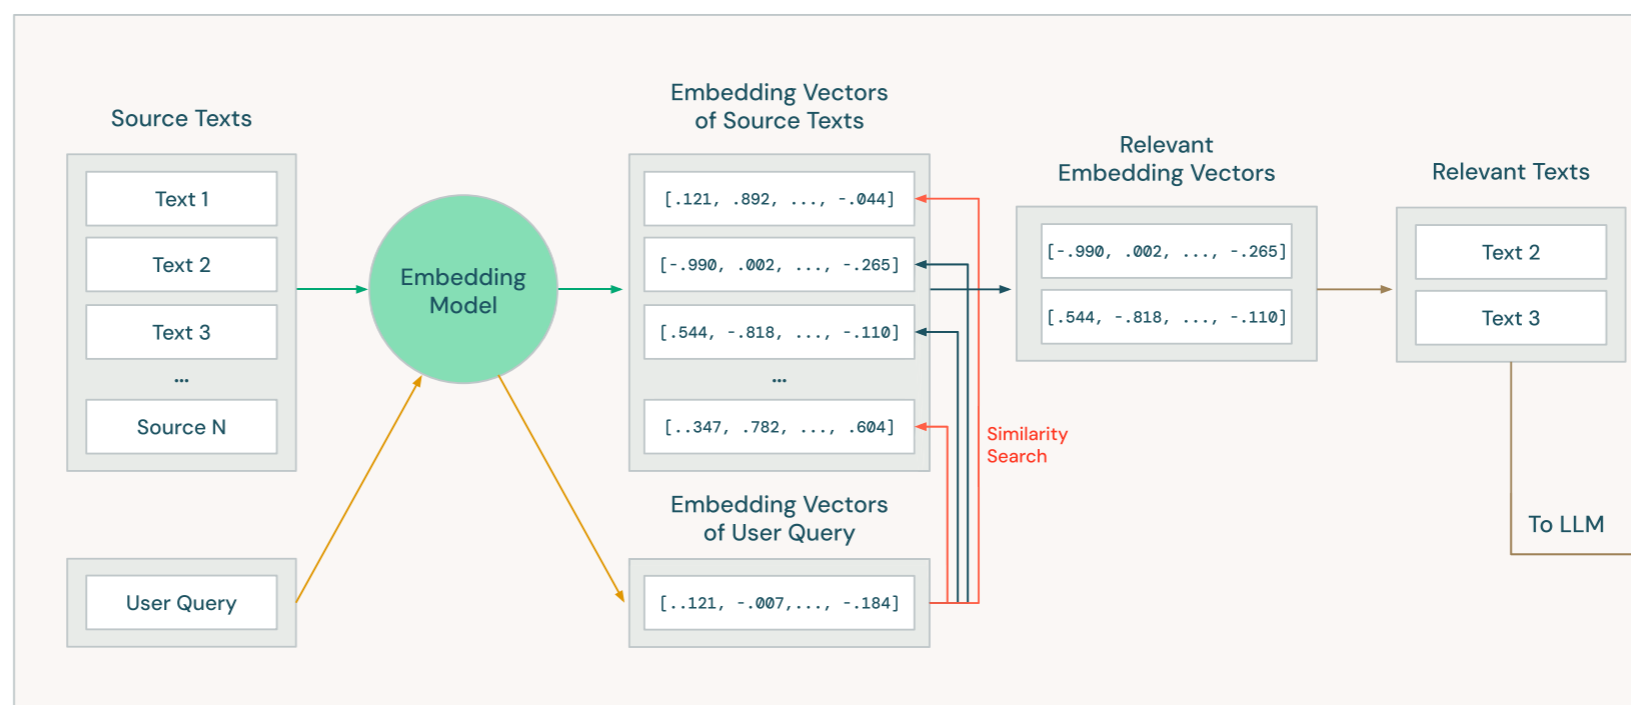 Source Texts
Text 1
Text 2
Text 3
...
Source N
User Query
Embedding
Model
Embedding Vectors
of Source Texts
[.121, .892, ..., -.044]
[-.990, .002, ..., -.265]
[.544, -.818, ..., -.110]
...
[..347, .782, ..., .604]
Embedding Vectors
of User Query
[..121, -.007,..., -.184]
Similarity
Search
Relevant
Embedding Vectors
[-.990, .002, ..., -.265]
[.544, -.818, ..., -.110]
Relevant Texts
Text 2
Text 3
To LLM